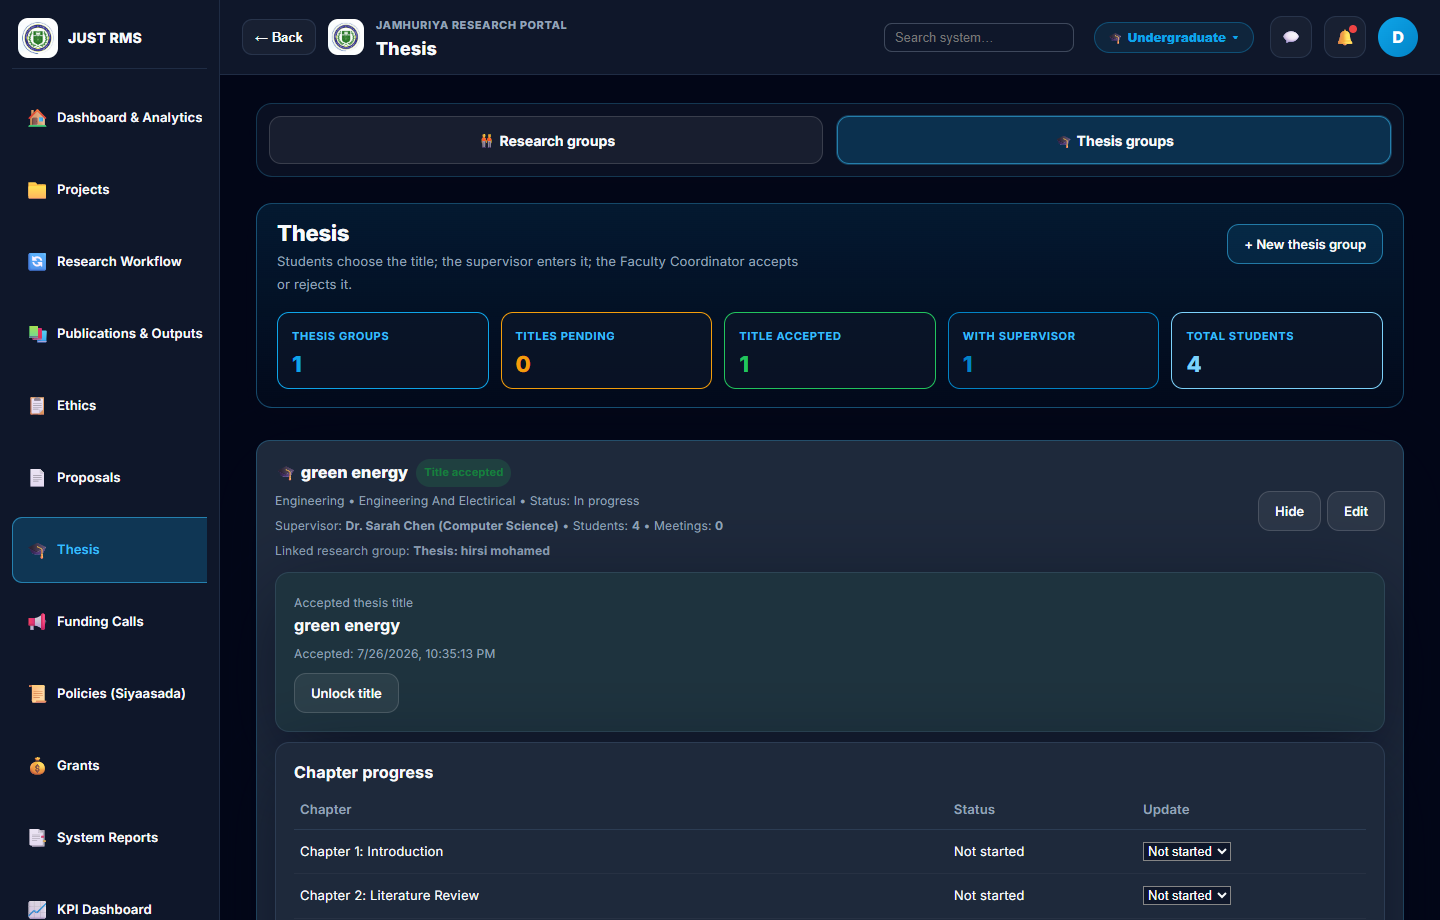 JUST RMS
Dashboard & Analytics
Projects
Research Workflow
Publications & Outputs
Ethics
Proposals
Thesis
Funding Calls
Policies (Siyaasada)
Grants
System Reports
KPI Dashboard
← Back
JAMHURIYA RESEARCH PORTAL
Thesis
Search system...
Undergraduate
D
Research groups
Thesis groups
Thesis
Students choose the title; the supervisor enters it; the Faculty Coordinator accepts
or rejects it.
+ New thesis group
THESIS GROUPS
1
TITLES PENDING
0
TITLE ACCEPTED
1
WITH SUPERVISOR
1
TOTAL STUDENTS
4
green energy Title accepted
Engineering • Engineering And Electirical • Status: In progress
Supervisor: Dr. Sarah Chen (Computer Science) • Students: 4 • Meetings: 0
Linked research group: Thesis: hirsi mohamed
Hide
Edit
Accepted thesis title
green energy
Accepted: 7/26/2026, 10:35:13 PM
Unlock title
Chapter progress
Chapter Status Update
Chapter 1: Introduction Not started Not started
Chapter 2: Literature Review Not started Not started